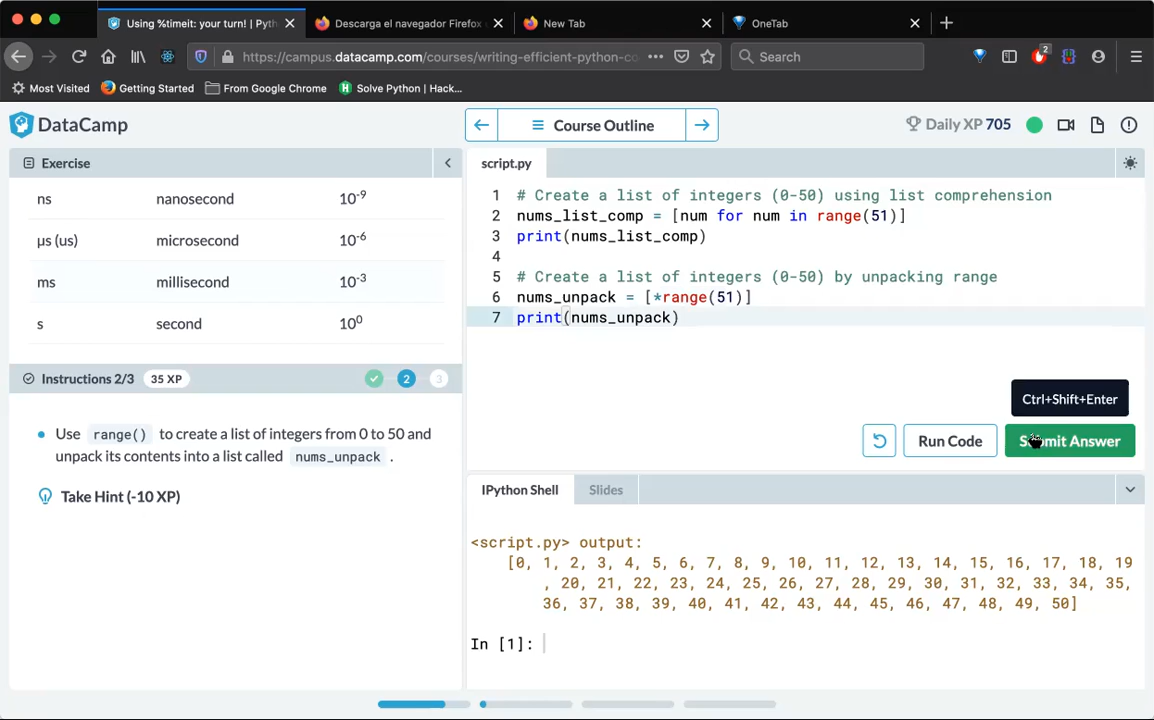 Using %timeit: your turn! | Pyth
Descarga el navegador Firefox
New Tab
OneTab
https://campus.datacamp.com/courses/writing-efficient-python-co
Search
2
Most Visited
Getting Started
From Google Chrome
Solve Python | Hack...
DataCamp
Course Outline
Daily XP 705
Exercise
ns nanosecond 10-9
μs (us) microsecond 10-6
ms millisecond 10-3
s second 100
Instructions 2/3 35 XP
2 3
Use range() to create a list of integers from 0 to 50 and
unpack its contents into a list called nums_unpack .
Take Hint (-10 XP)
script.py
1 # Create a list of integers (0-50) using list comprehension
2 nums_list_comp = [num for num in range(51)]
3 print(nums_list_comp)
4
5 # Create a list of integers (0-50) by unpacking range
6 nums_unpack = [*range(51)]
7 print(nums_unpack)
Ctrl+Shift+Enter
Run Code
Submit Answer
IPython Shell
Slides
<script.py> output:
[0, 1, 2, 3, 4, 5, 6, 7, 8, 9, 10, 11, 12, 13, 14, 15, 16, 17, 18, 19
, 20, 21, 22, 23, 24, 25, 26, 27, 28, 29, 30, 31, 32, 33, 34, 35,
36, 37, 38, 39, 40, 41, 42, 43, 44, 45, 46, 47, 48, 49, 50]
In [1]: